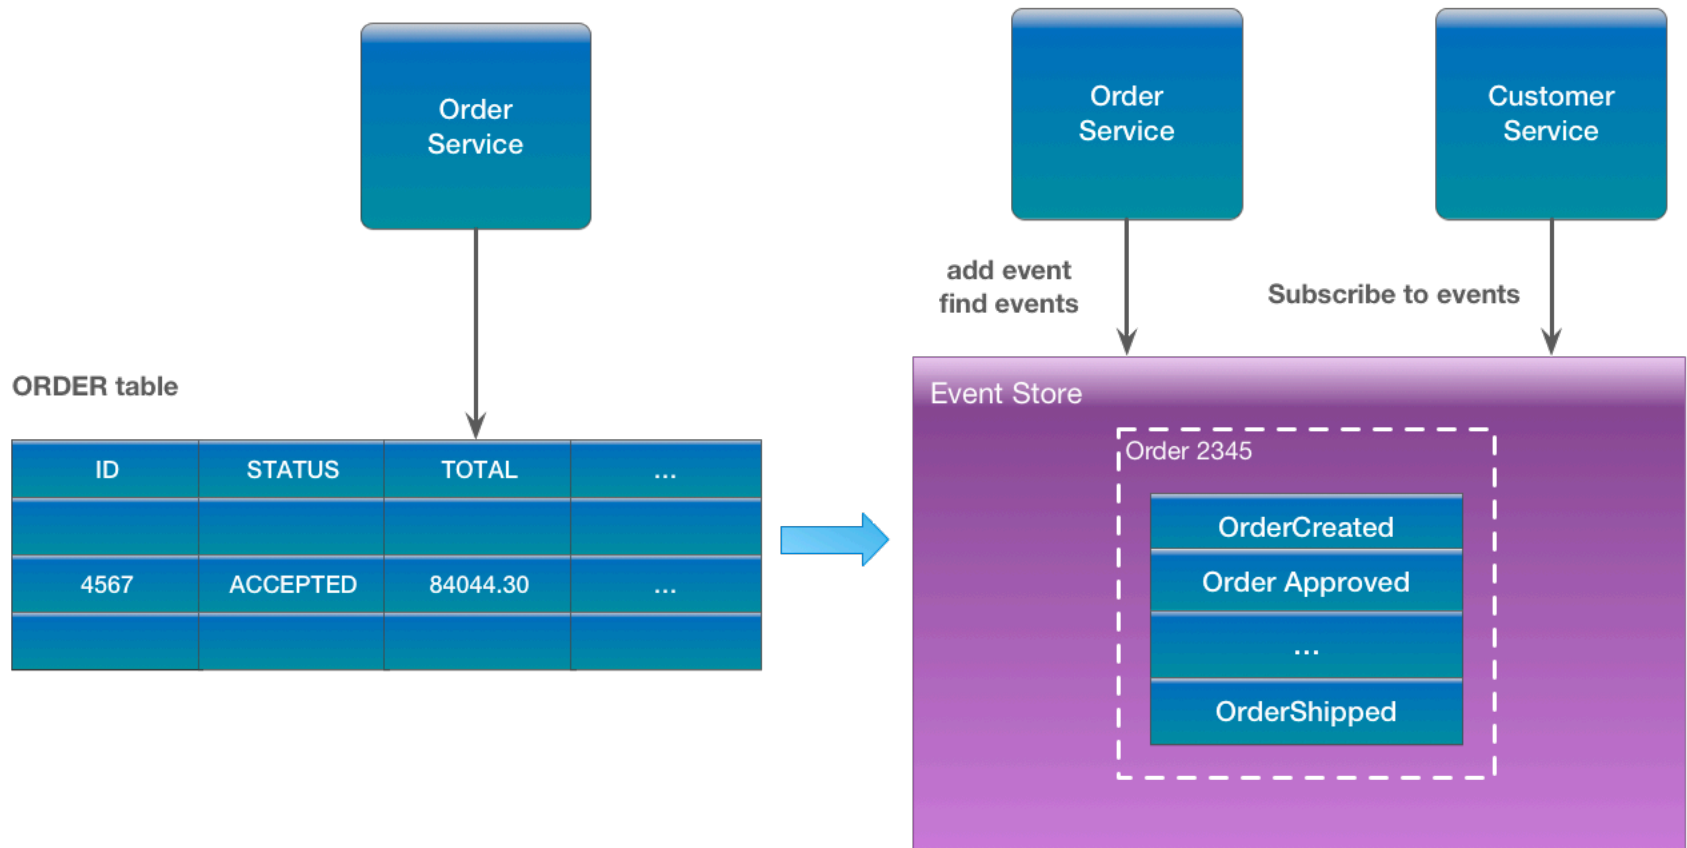 Order
Service
ORDER table
ID STATUS TOTAL ...
4567 ACCEPTED 84044.30 ...
Order
Service
Customer
Service
add event
find events
Subscribe to events
Event Store
Order 2345
OrderCreated
Order Approved
...
OrderShipped